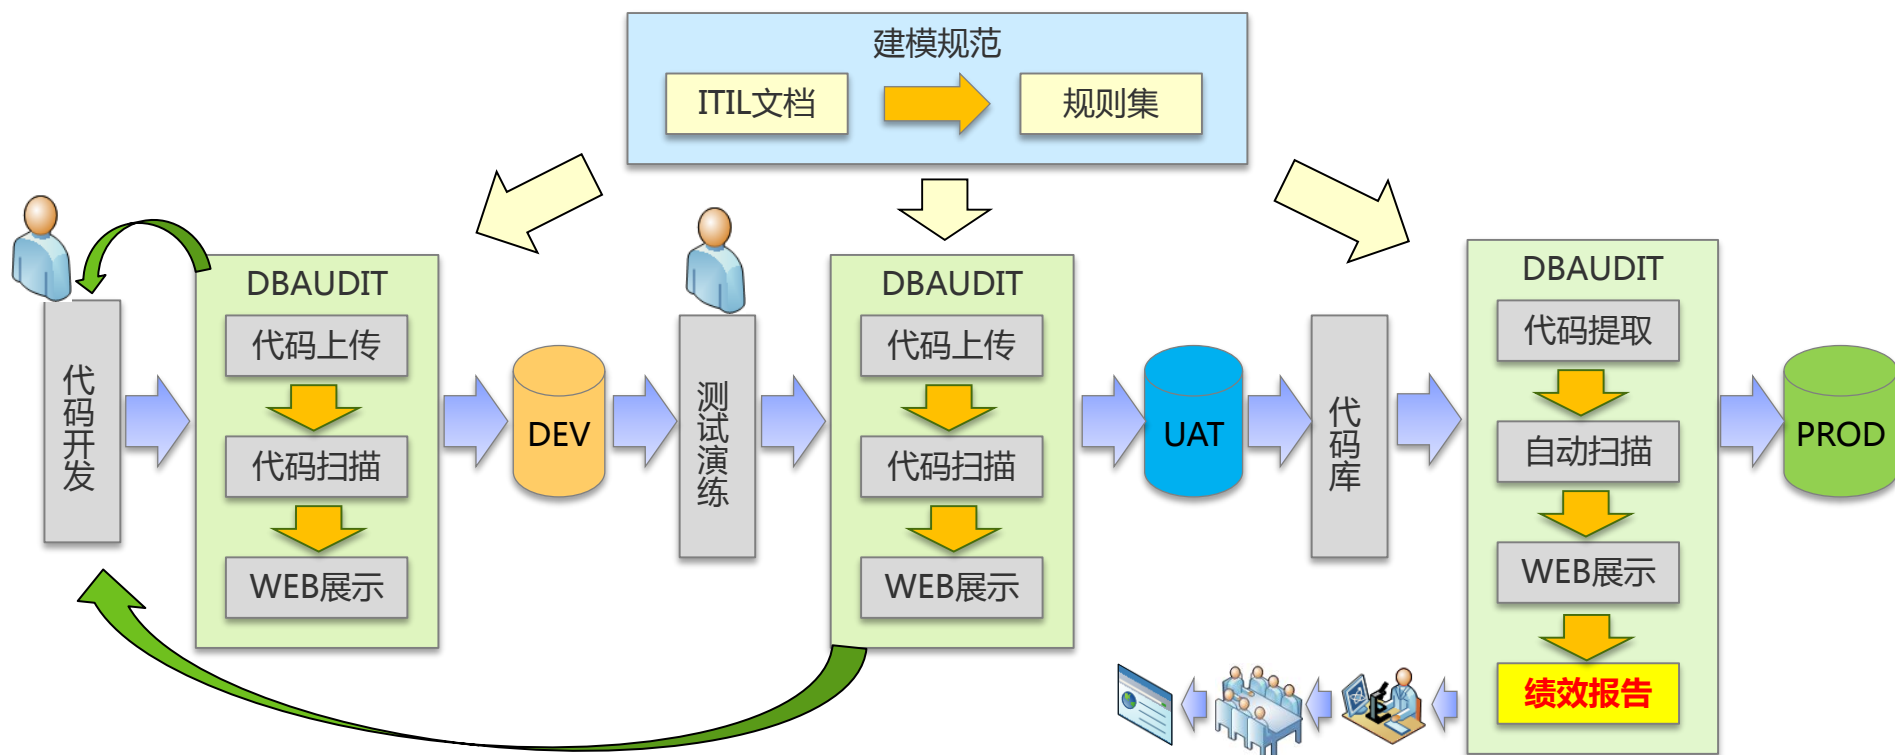 建模规范
ITIL文档
规则集
代码开发
DBAUDIT
代码上传
代码扫描
WEB展示
DEV
测试演练
DBAUDIT
代码上传
代码扫描
WEB展示
UAT
代码库
DBAUDIT
代码提取
自动扫描
WEB展示
绩效报告
PROD